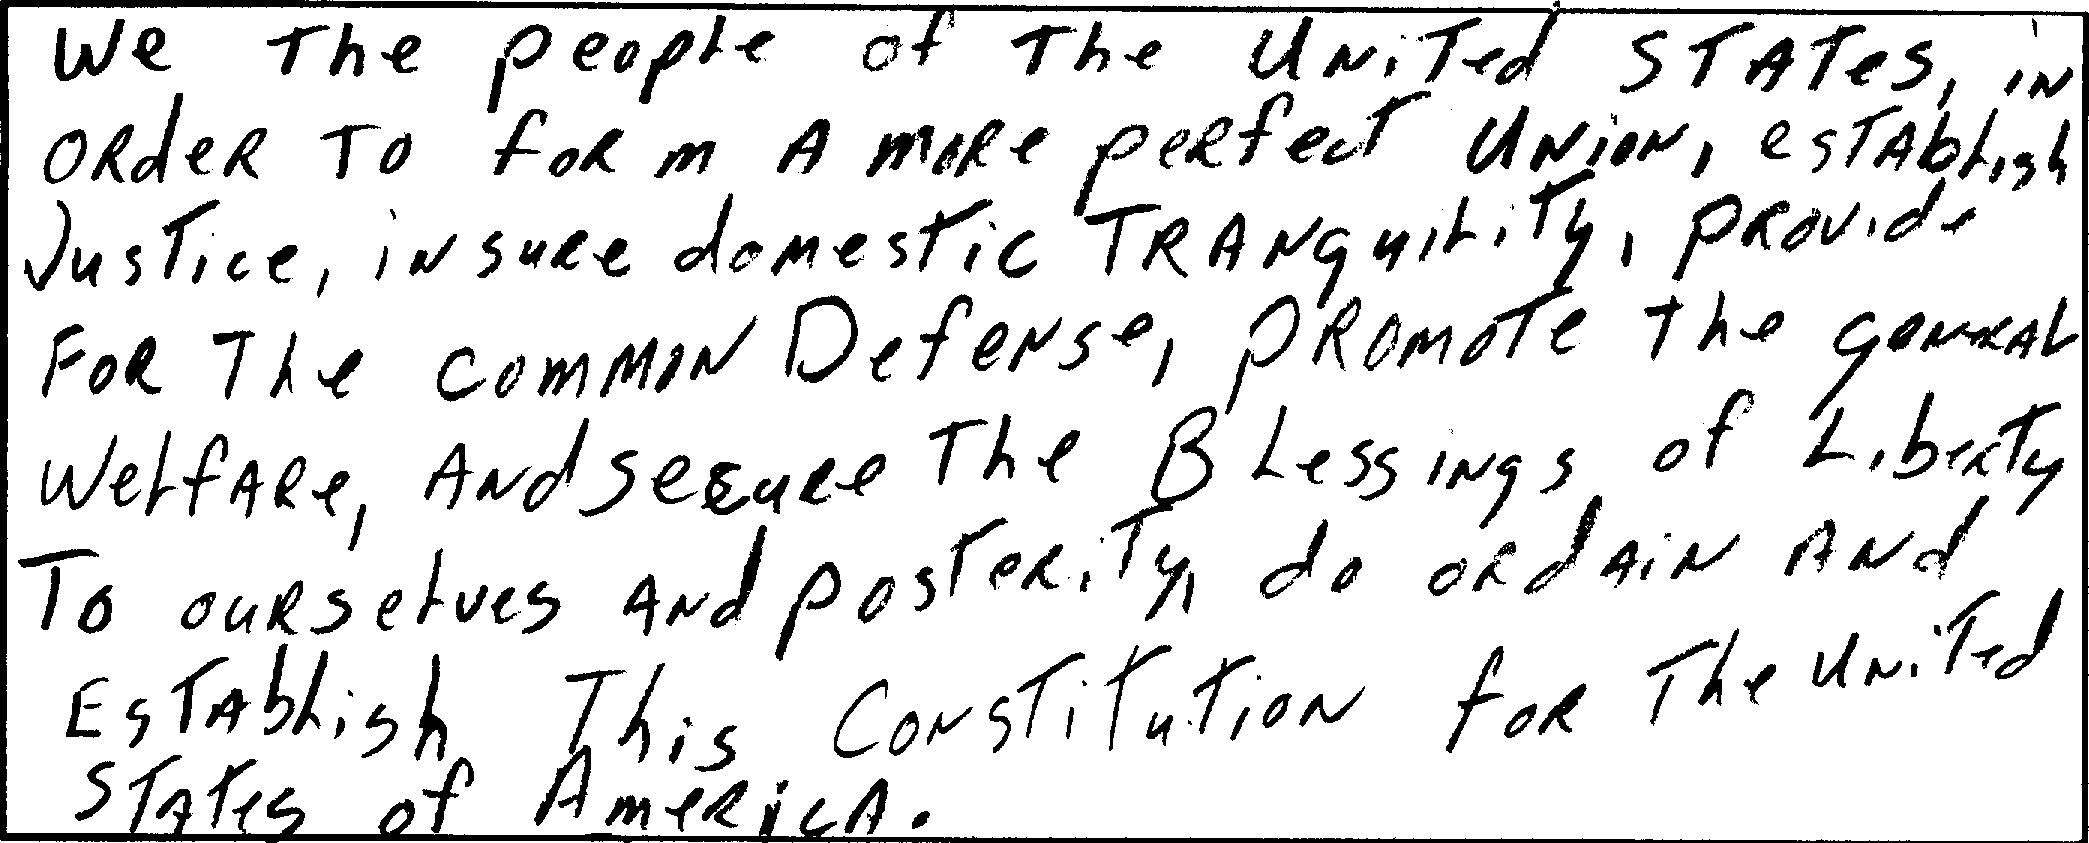 We the people of the United States, in
order to form a more perfect Union, establish
Justice, insure domestic Tranquility, provide
for the common Defense, promote the general
Welfare, and secure the Blessings of Liberty
To ourselves and posterity, do ordain and
Establish This Constitution for the United
States of America.